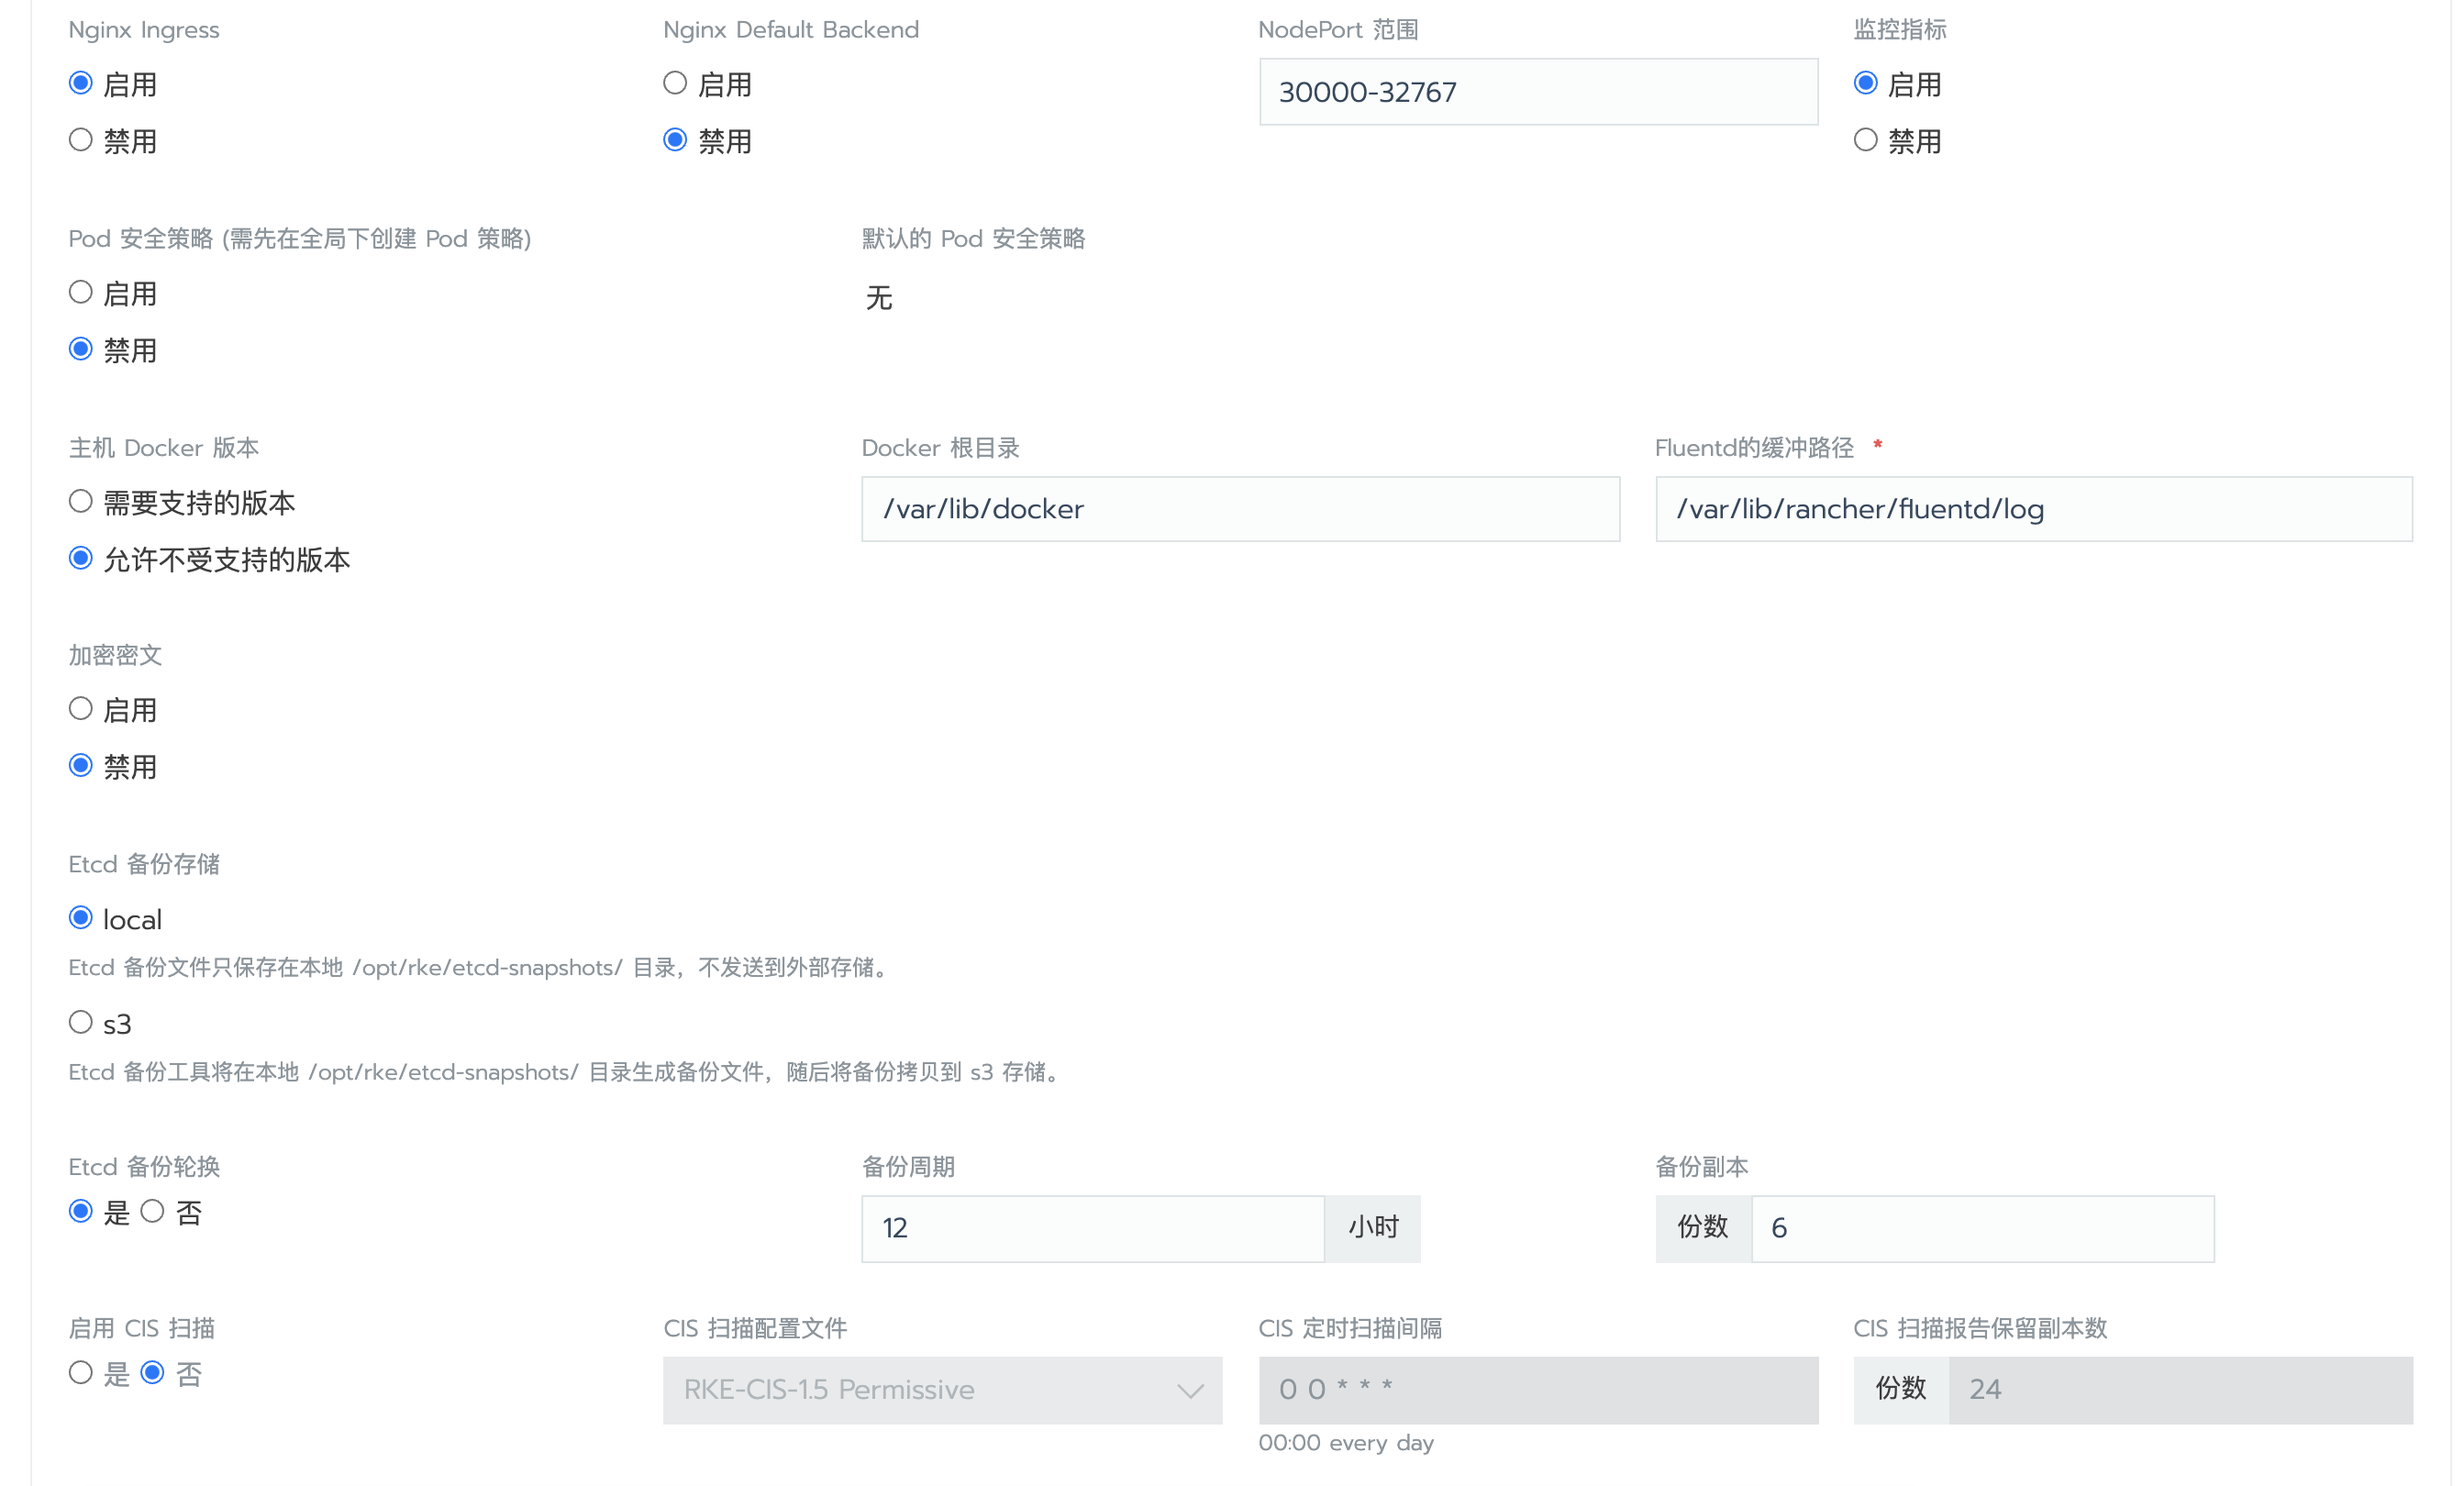 Nginx Ingress
Nginx Default Backend
NodePort 范围
监控指标
启用
启用
30000-32767
启用
禁用
禁用
禁用
Pod 安全策略 (需先在全局下创建 Pod 策略)
默认的 Pod 安全策略
启用
无
禁用
主机 Docker 版本
Docker 根目录
Fluentd的缓冲路径 *
需要支持的版本
/var/lib/docker
/var/lib/rancher/fluentd/log
允许不受支持的版本
加密密文
启用
禁用
Etcd 备份存储
local
Etcd 备份文件只保存在本地 /opt/rke/etcd-snapshots/ 目录，不发送到外部存储。
s3
Etcd 备份工具将在本地 /opt/rke/etcd-snapshots/ 目录生成备份文件，随后将备份拷贝到 s3 存储。
Etcd 备份轮换
备份周期
备份副本
是 否
12 小时
份数 6
启用 CIS 扫描
CIS 扫描配置文件
CIS 定时扫描间隔
CIS 扫描报告保留副本数
是 否
RKE-CIS-1.5 Permissive
0 0 * * *
份数 24
00:00 every day